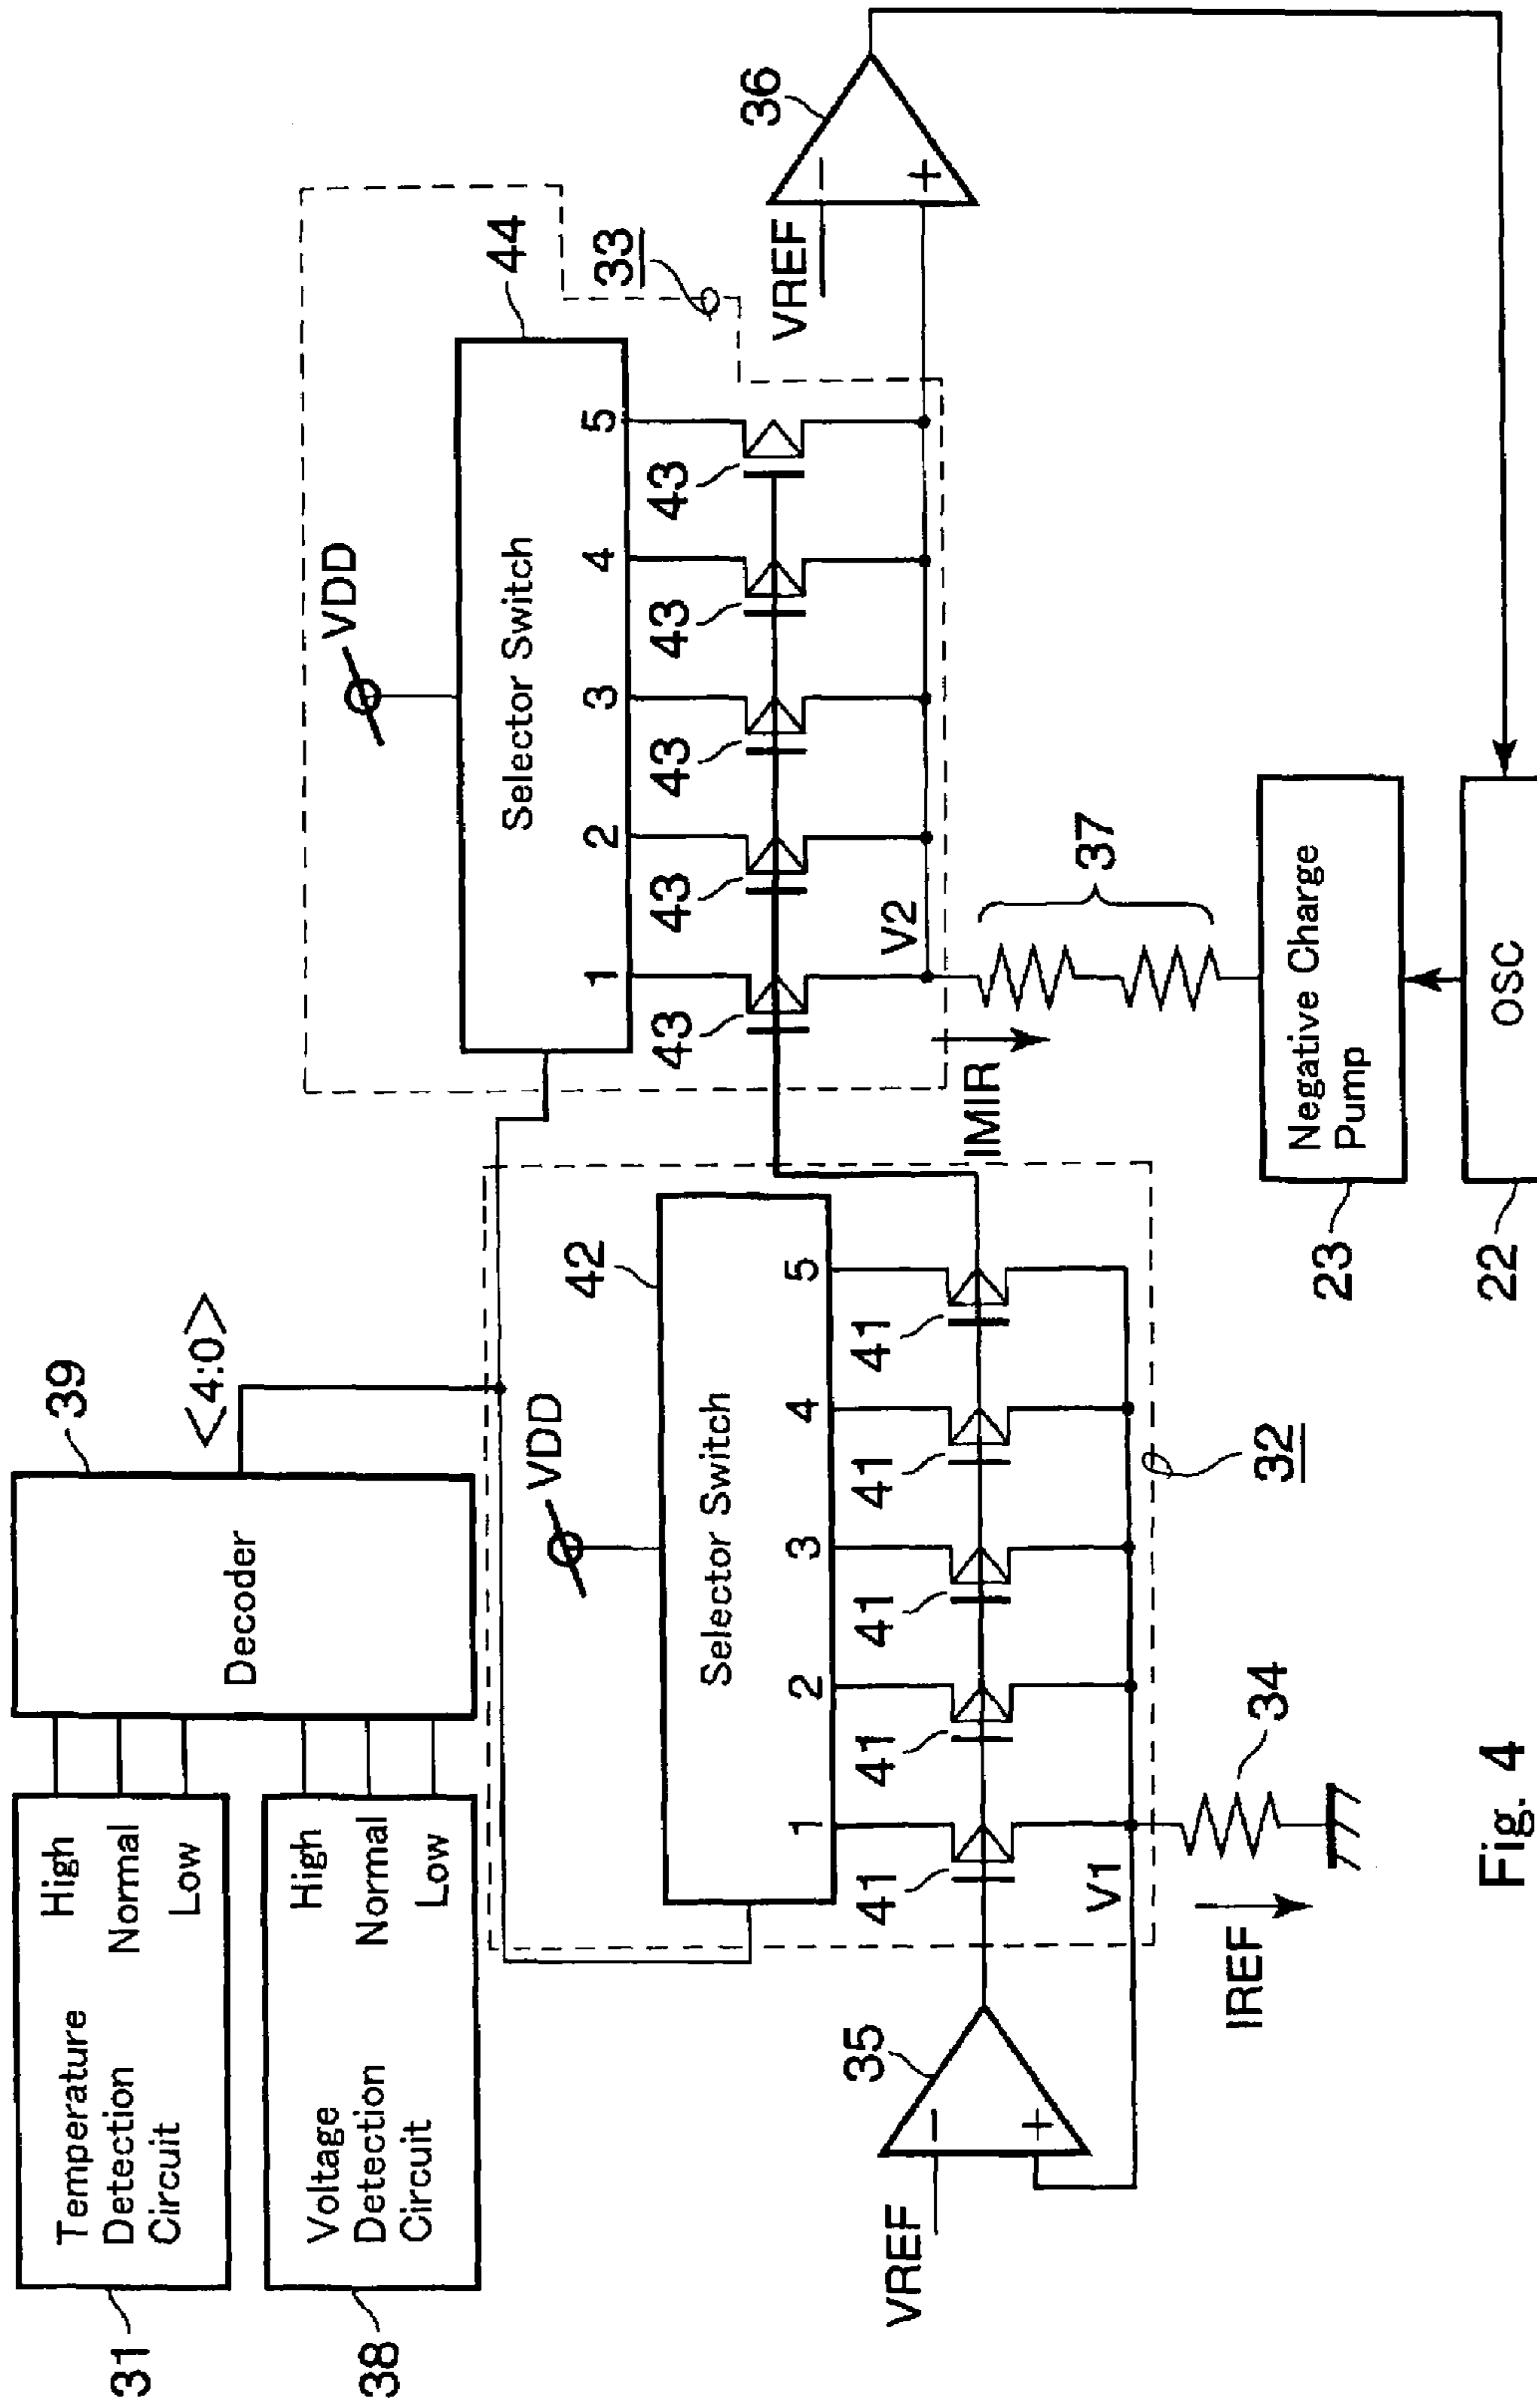 31
Temperature
Detection
Circuit
High
Normal
Low
38
Voltage
Detection
Circuit
High
Normal
Low
Decoder
39
<4:0>
VDD
42
Selector Switch
1
2
3
4
5
41
41
41
41
41
VREF
35
−
+
V1
IREF
34
32
VDD
44
Selector Switch
1
2
3
4
5
43
43
43
43
43
33
V2
IMIR
37
VREF
−
+
36
Negative Charge
Pump
23
OSC
22
Fig. 4